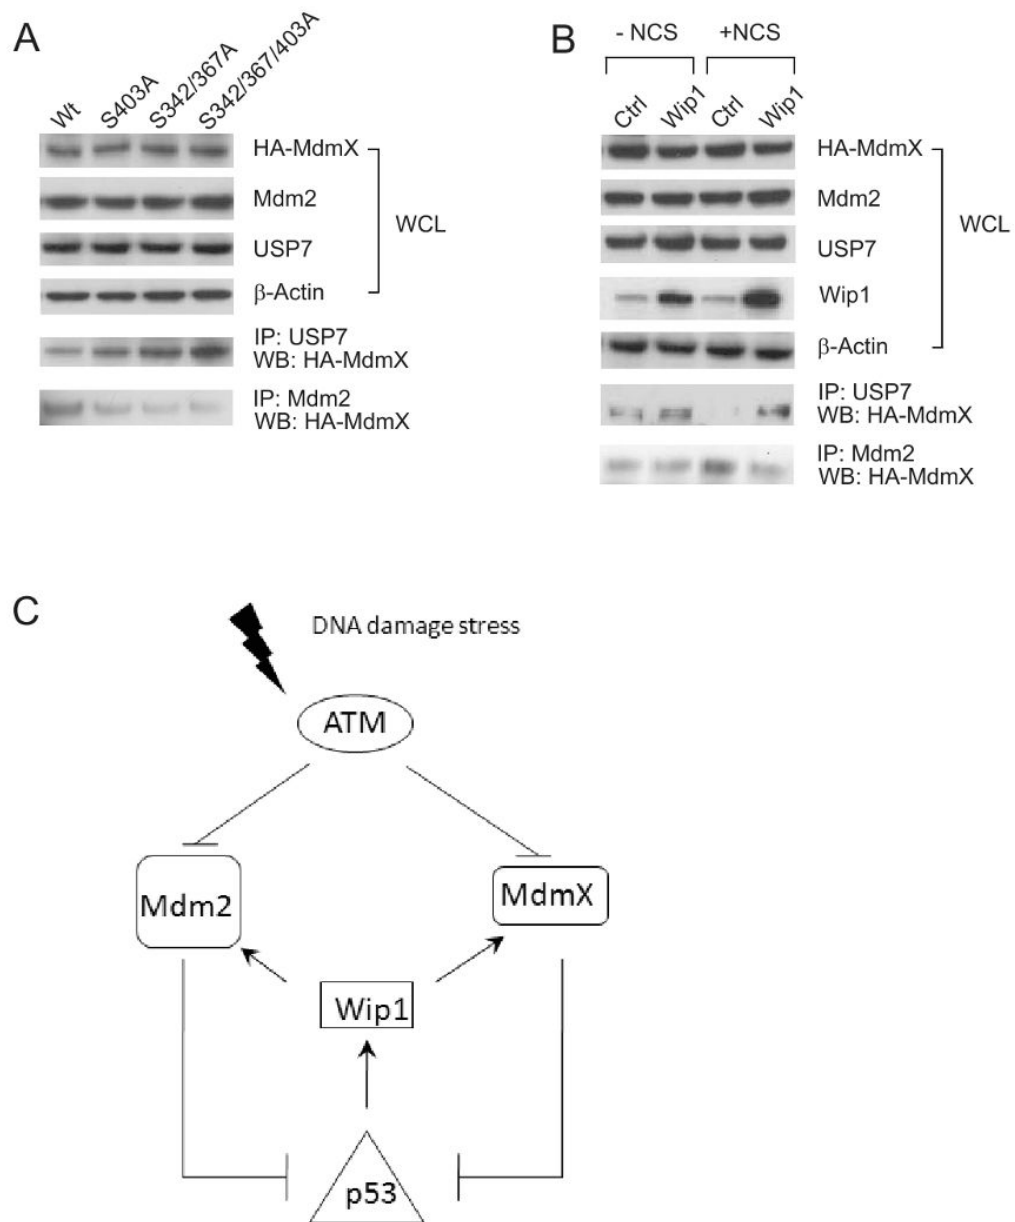 A
Wt
S403A
S342/367A
S342/367/403A
HA-MdmX
Mdm2
USP7
β-Actin
WCL
IP: USP7
WB: HA-MdmX
IP: Mdm2
WB: HA-MdmX
B
- NCS
+NCS
Ctrl
Wip1
Ctrl
Wip1
HA-MdmX
Mdm2
USP7
Wip1
β-Actin
WCL
IP: USP7
WB: HA-MdmX
IP: Mdm2
WB: HA-MdmX
C
DNA damage stress
ATM
Mdm2
MdmX
Wip1
p53